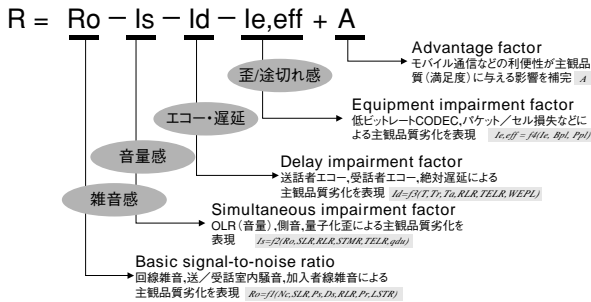 R = Ro － Is － Id － Ie,eff + A
Advantage factor
モバイル通信などの利便性が主観品
質（満足度）に与える影響を補完 A
歪/途切れ感
Equipment impairment factor
低ビットレートCODEC,パケット／セル損失などに
よる主観品質劣化を表現 Ie,eff = f4(Ie, Bpl, Ppl)
エコー・遅延
Delay impairment factor
送話者エコー,受話者エコー,絶対遅延による
主観品質劣化を表現 Id=f3(T,Tr,Ta,RLR,TELR,WEPL)
音量感
Simultaneous impairment factor
OLR（音量）,側音,量子化歪による主観品質劣化を
表現 Is=f2(Ro,SLR,RLR,STMR,TELR,qdu)
雑音感
Basic signal-to-noise ratio
回線雑音,送／受話室内騒音,加入者線雑音による
主観品質劣化を表現 Ro=f1(Nc,SLR,Ps,Ds,RLR,Pr,LSTR)